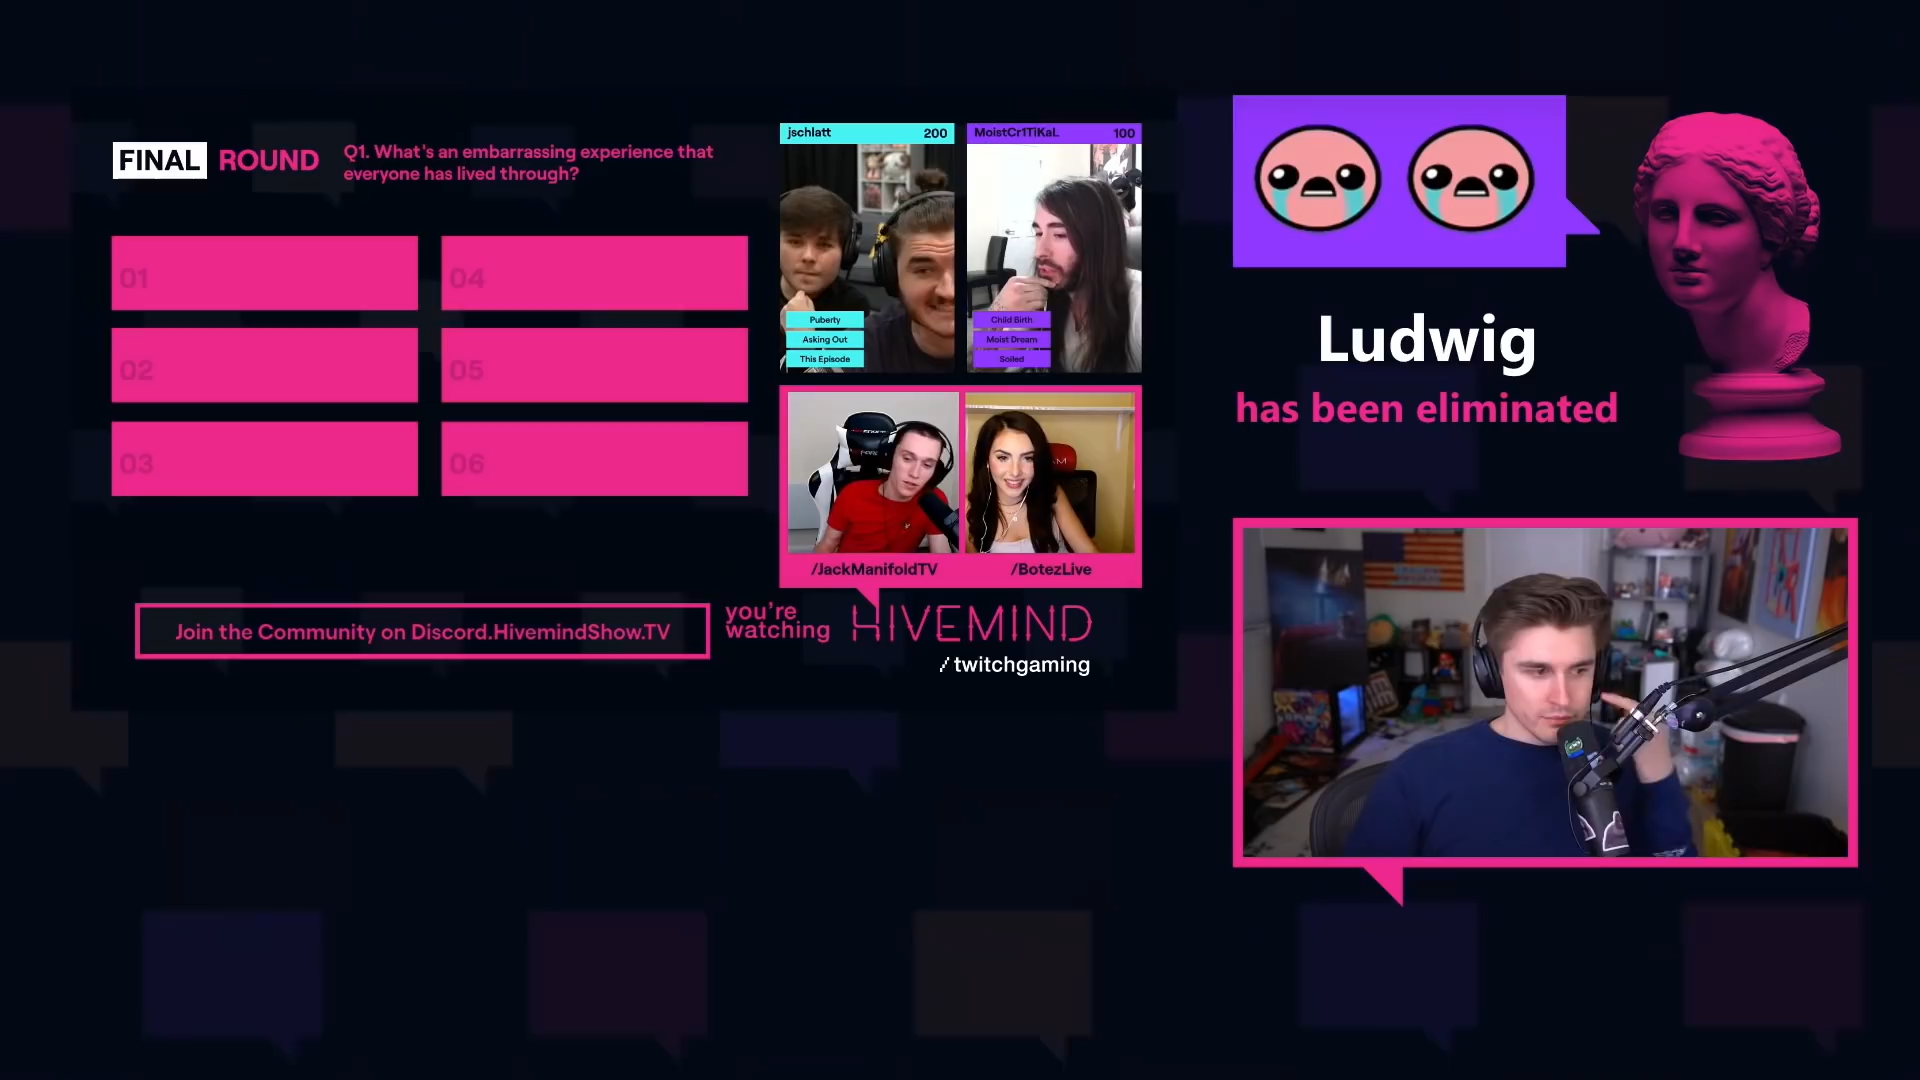 FINAL ROUND
Q1. What's an embarrassing experience that
everyone has lived through?
01
02
03
04
05
06
jschlatt 200
Puberty
Asking Out
This Episode
MoistCr1TiKaL 100
Child Birth
Moist Dream
Soiled
/JackManifoldTV
/BotezLive
Join the Community on Discord.HivemindShow.TV
you're
watching
HIVEMIND
/twitchgaming
Ludwig
has been eliminated